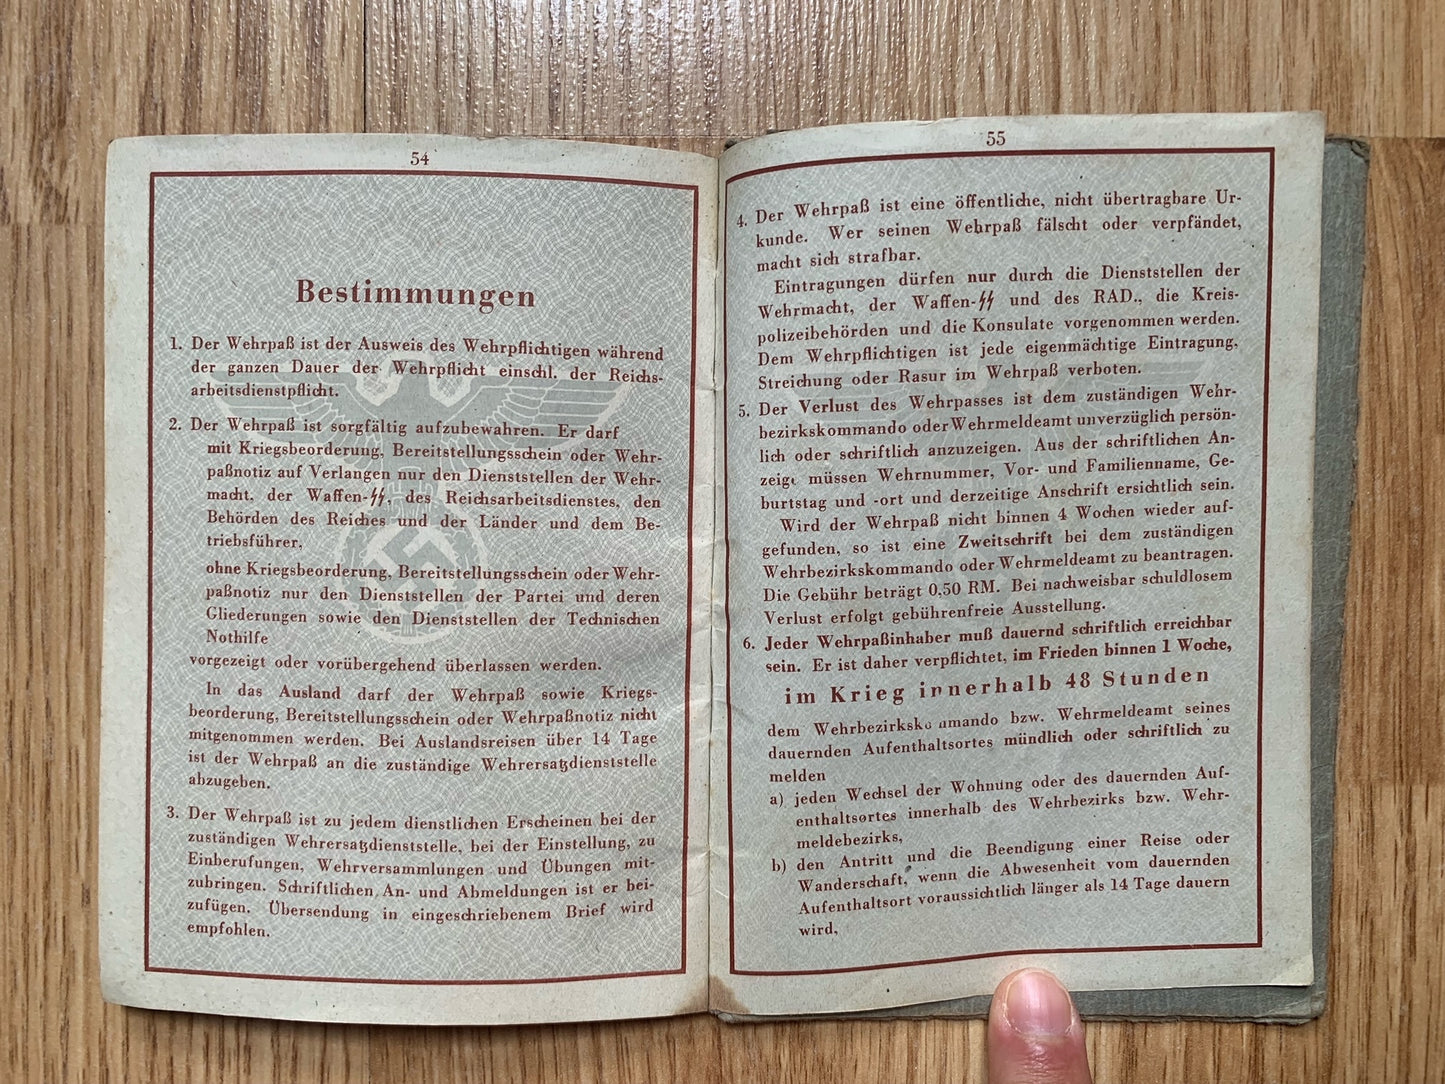 54
Bestimmungen
1. Der Wehrpaß ist der Ausweis des Wehrpflichtigen während
der ganzen Dauer der Wehrpflicht einschl. der Reichs-
arbeitsdienstpflicht.
2. Der Wehrpaß ist sorgfältig aufzubewahren. Er darf
mit Kriegsbeorderung, Bereitstellungsschein oder Wehr-
paßnotiz auf Verlangen nur den Dienststellen der Wehr-
macht, der Waffen-ᛋᛋ, des Reichsarbeitsdienstes, den
Behörden des Reiches und der Länder und dem Be-
triebsführer,
ohne Kriegsbeorderung, Bereitstellungsschein oder Wehr-
paßnotiz nur den Dienststellen der Partei und deren
Gliederungen sowie den Dienststellen der Technischen
Nothilfe
vorgezeigt oder vorübergehend überlassen werden.
In das Ausland darf der Wehrpaß sowie Kriegs-
beorderung, Bereitstellungsschein oder Wehrpaßnotiz nicht
mitgenommen werden. Bei Auslandsreisen über 14 Tage
ist der Wehrpaß an die zuständige Wehrersatzdienststelle
abzugeben.
3. Der Wehrpaß ist zu jedem dienstlichen Erscheinen bei der
zuständigen Wehrersatzdienststelle, bei der Einstellung, zu
Einberufungen, Wehrversammlungen und Übungen mit-
zubringen. Schriftlichen An- und Abmeldungen ist er bei-
zufügen. Übersendung in eingeschriebenem Brief wird
empfohlen.
55
4. Der Wehrpaß ist eine öffentliche, nicht übertragbare Ur-
kunde. Wer seinen Wehrpaß fälscht oder verpfändet,
macht sich strafbar.
Eintragungen dürfen nur durch die Dienststellen der
Wehrmacht, der Waffen-ᛋᛋ und des RAD., die Kreis-
polizeibehörden und die Konsulate vorgenommen werden.
Dem Wehrpflichtigen ist jede eigenmächtige Eintragung,
Streichung oder Rasur im Wehrpaß verboten.
5. Der Verlust des Wehrpasses ist dem zuständigen Wehr-
bezirkskommando oder Wehrmeldeamt unverzüglich persön-
lich oder schriftlich anzuzeigen. Aus der schriftlichen An-
zeige müssen Wehrnummer, Vor- und Familienname, Ge-
burtstag und -ort und derzeitige Anschrift ersichtlich sein.
Wird der Wehrpaß nicht binnen 4 Wochen wieder auf-
gefunden, so ist eine Zweitschrift bei dem zuständigen
Wehrbezirkskommando oder Wehrmeldeamt zu beantragen.
Die Gebühr beträgt 0,50 RM. Bei nachweisbar schuldlosem
Verlust erfolgt gebührenfreie Ausstellung.
6. Jeder Wehrpaßinhaber muß dauernd schriftlich erreichbar
sein. Er ist daher verpflichtet, im Frieden binnen 1 Woche,
im Krieg innerhalb 48 Stunden
dem Wehrbezirkskommando bzw. Wehrmeldeamt seines
dauernden Aufenthaltsortes mündlich oder schriftlich zu
melden
a) jeden Wechsel der Wohnung oder des dauernden Auf-
enthaltsortes innerhalb des Wehrbezirks bzw. Wehr-
meldebezirks,
b) den Antritt und die Beendigung einer Reise oder
Wanderschaft, wenn die Abwesenheit vom dauernden
Aufenthaltsort voraussichtlich länger als 14 Tage dauern
wird,